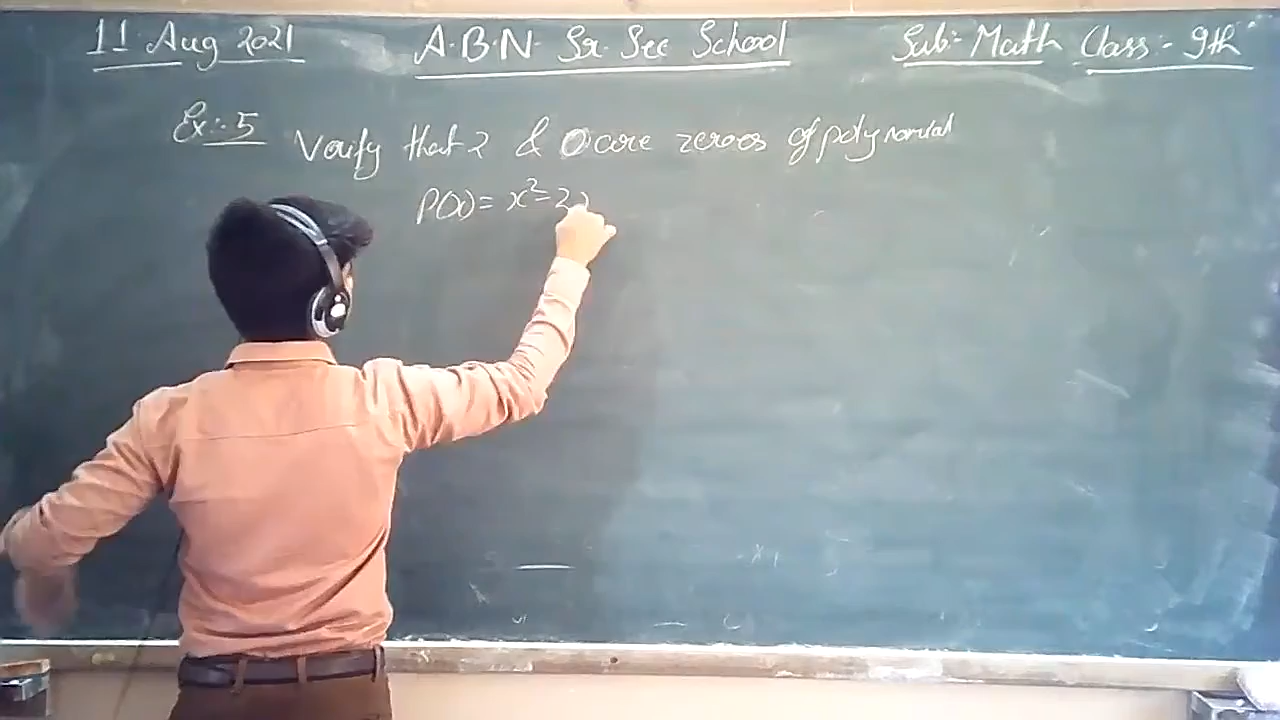 11 Aug 2021 A.B.N. Sr. Sec School Sub:- Math Class:- 9th
Ex:-5 Verify that 2 & 0 are zeroes of polynomial
P(x) = x²-2x